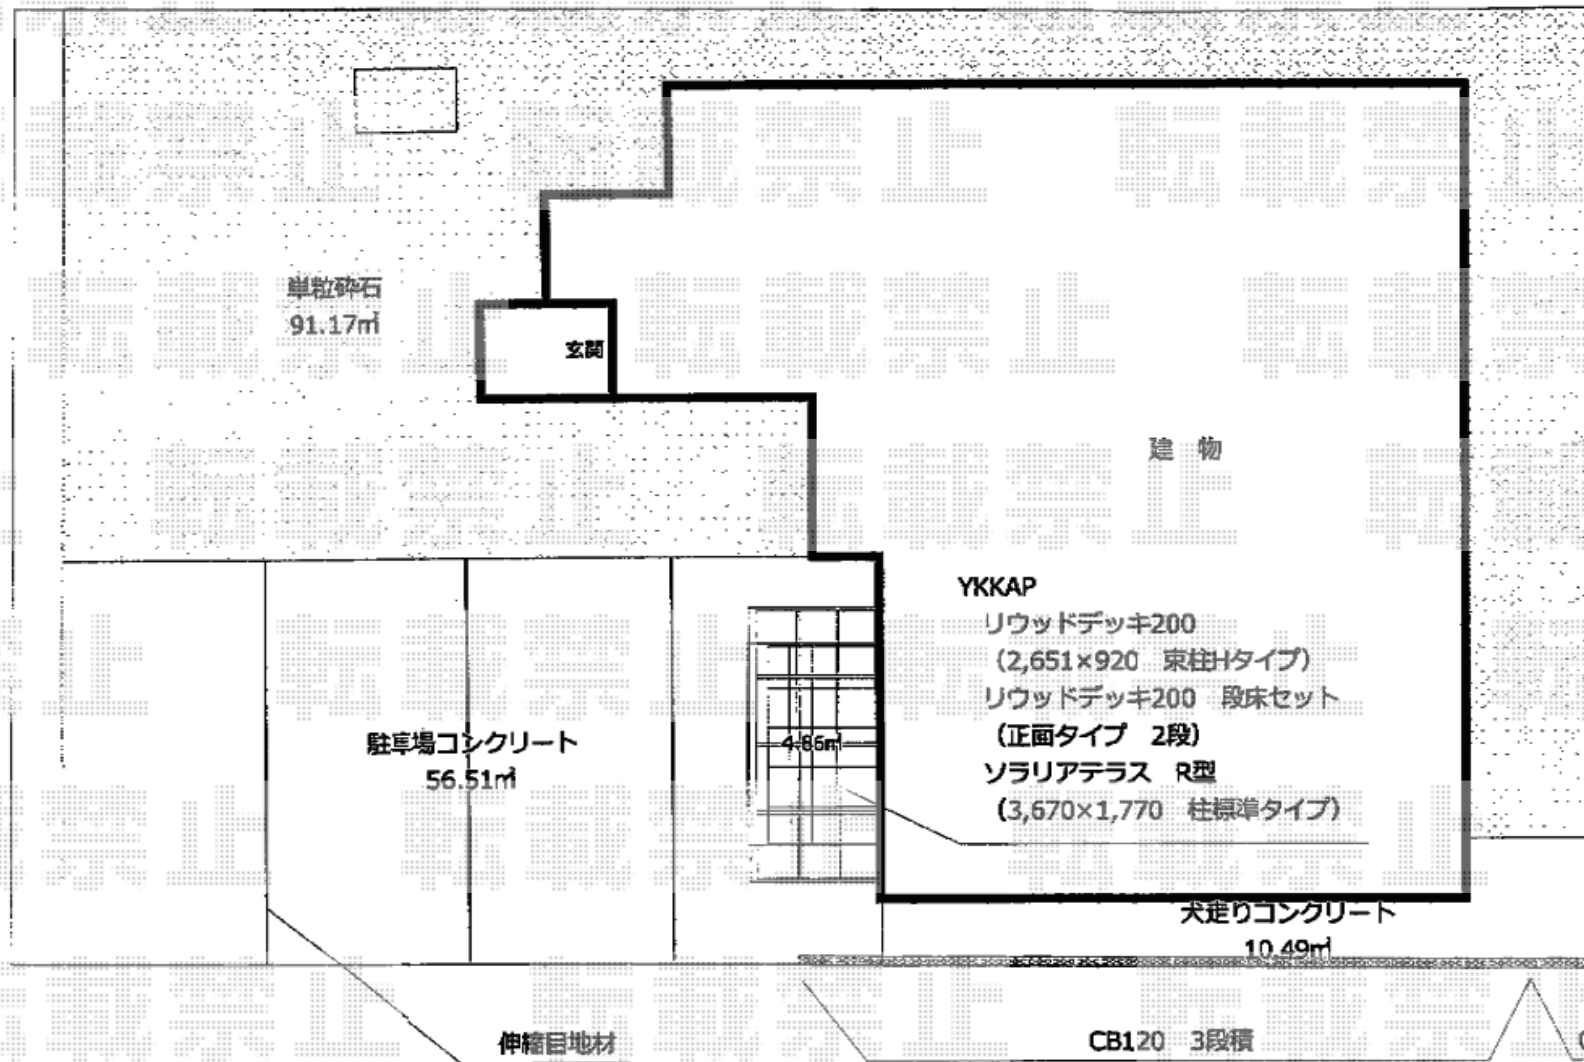 単粒砕石
91.17㎡
玄関
建 物
YKKAP
リウッドデッキ200
(2,651×920 束柱Hタイプ)
リウッドデッキ200 段床セット
(正面タイプ 2段)
ソラリアテラス R型
(3,670×1,770 柱標準タイプ)
駐車場コンクリート
56.51㎡
4.86㎡
犬走りコンクリート
10.49㎡
伸縮目地材
CB120 3段積
転載禁止